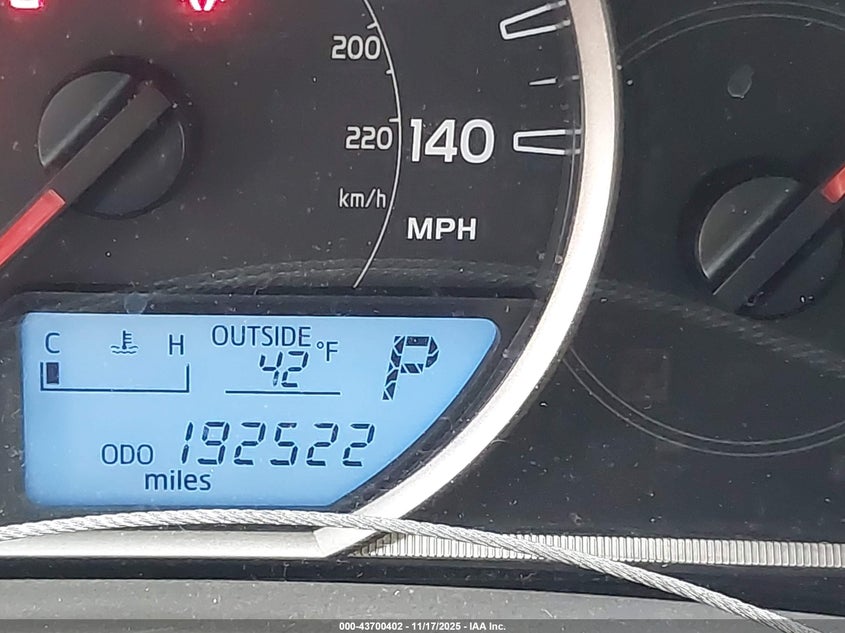 200
220 140
km/h
MPH
C H OUTSIDE °F
42
P
ODO 192522
miles
000-43700402 - 11/17/2025 - IAA Inc.